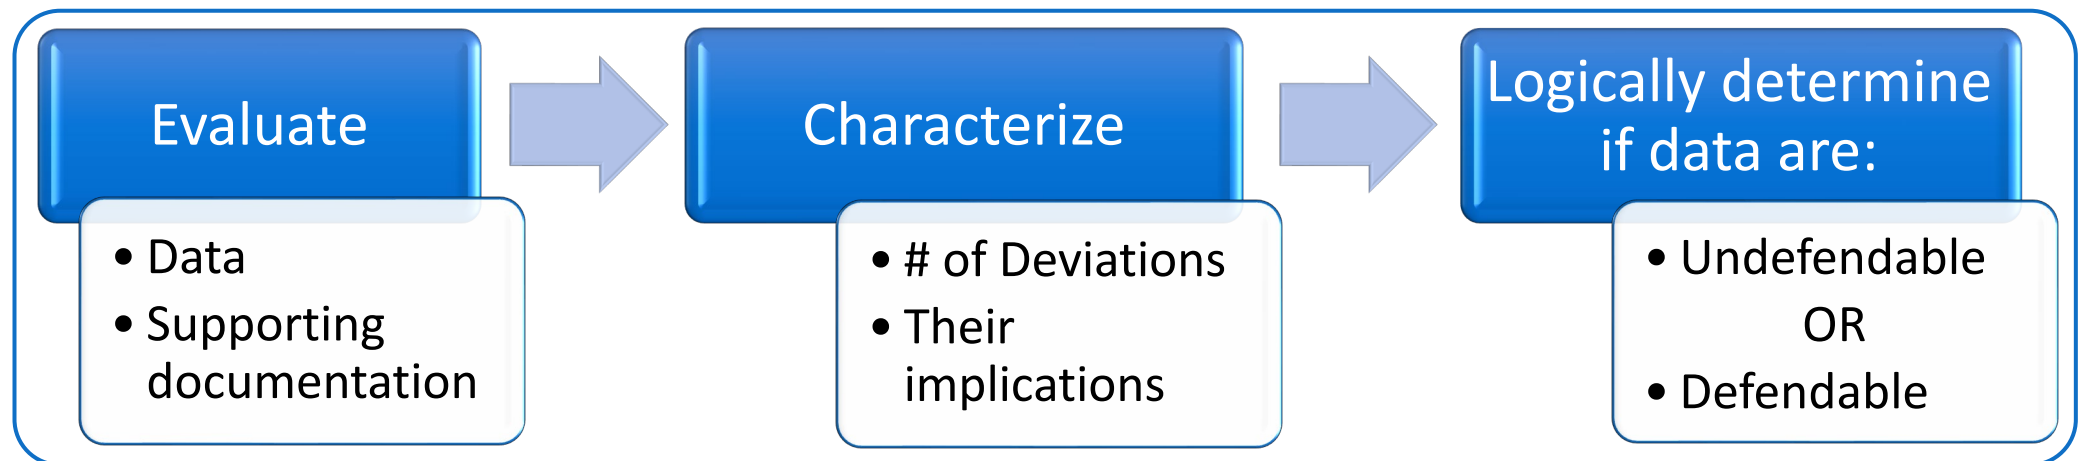 Evaluate
• Data
• Supporting
documentation
Characterize
• # of Deviations
• Their
implications
Logically determine
if data are:
• Undefendable
OR
• Defendable